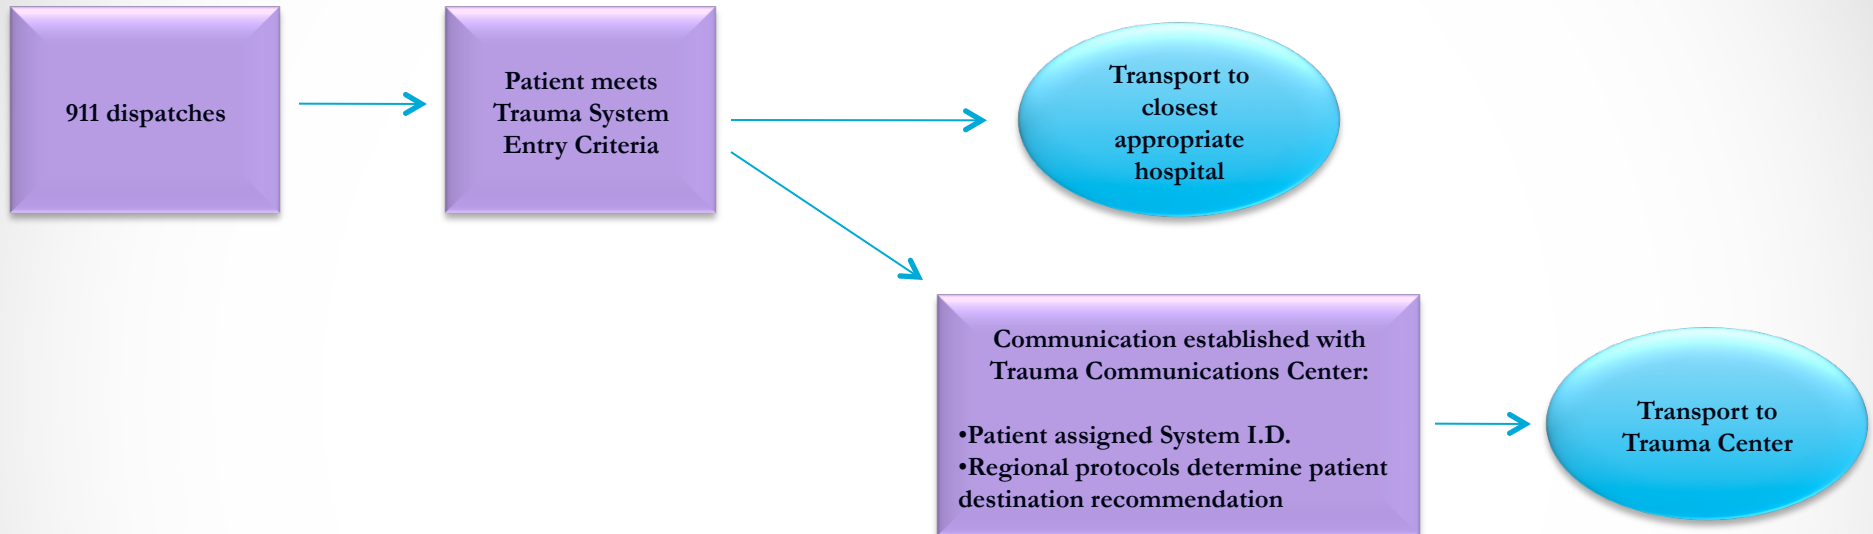 911 dispatches
Patient meets
Trauma System
Entry Criteria
Transport to
closest
appropriate
hospital
Communication established with
Trauma Communications Center:
•Patient assigned System I.D.
•Regional protocols determine patient
destination recommendation
Transport to
Trauma Center